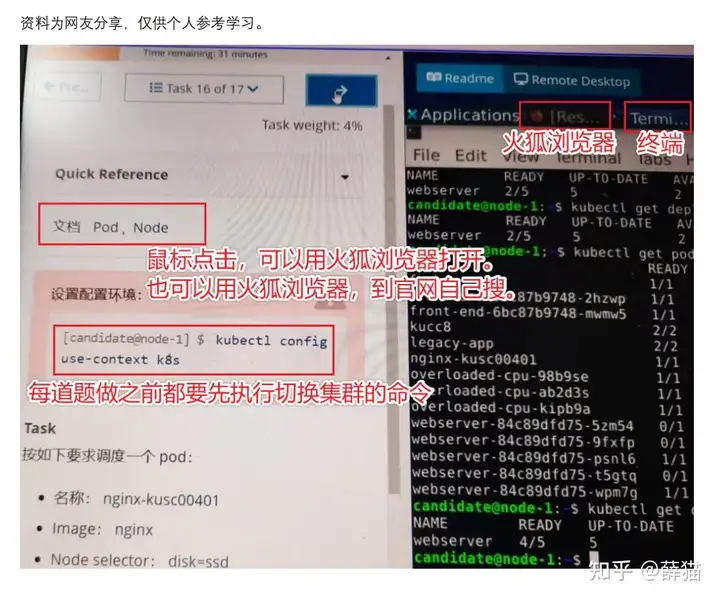 资料为网友分享，仅供个人参考学习。
Time remaining: 31 minutes
Task 16 of 17
Task weight: 4%
Quick Reference
文档 Pod, Node
鼠标点击，可以用火狐浏览器打开。
也可以用火狐浏览器，到官网自己搜。
设置配置环境:
[candidate@node-1] $ kubectl config
use-context k8s
每道题做之前都要先执行切换集群的命令
Task
按如下要求调度一个 pod:
名称: nginx-kusc00401
Image: nginx
Node selector: disk=ssd
Readme
Remote Desktop
Applications
[Res...
Termi...
火狐浏览器
终端
File Edit View Terminal Tabs H
NAME READY UP-TO-DATE AVA
webserver 2/5 5 2
candidate@node-1:~$ kubectl get dep
NAME READY UP-TO-DATE A
webserver 2/5 5 2
candidate@node-1:~$ kubectl get pod
READY
1/1
87b9748-2hzwp 1/1
front-end-6bc87b9748-mwmw5 1/1
kucc8 2/2
legacy-app 2/2
nginx-kusc00401 1/1
overloaded-cpu-98b9se 1/1
overloaded-cpu-ab2d3s 1/1
overloaded-cpu-kipb9a 1/1
webserver-84c89dfd75-5zm54 0/1
webserver-84c89dfd75-9fxfp 0/1
webserver-84c89dfd75-psnl6 1/1
webserver-84c89dfd75-t5gtq 0/1
webserver-84c89dfd75-wpm7g 1/1
candidate@node-1:~$ kubectl get
NAME READY UP-TO-DATE
webserver 4/5 5
candidate@node-1:~$
知乎 @薛猫